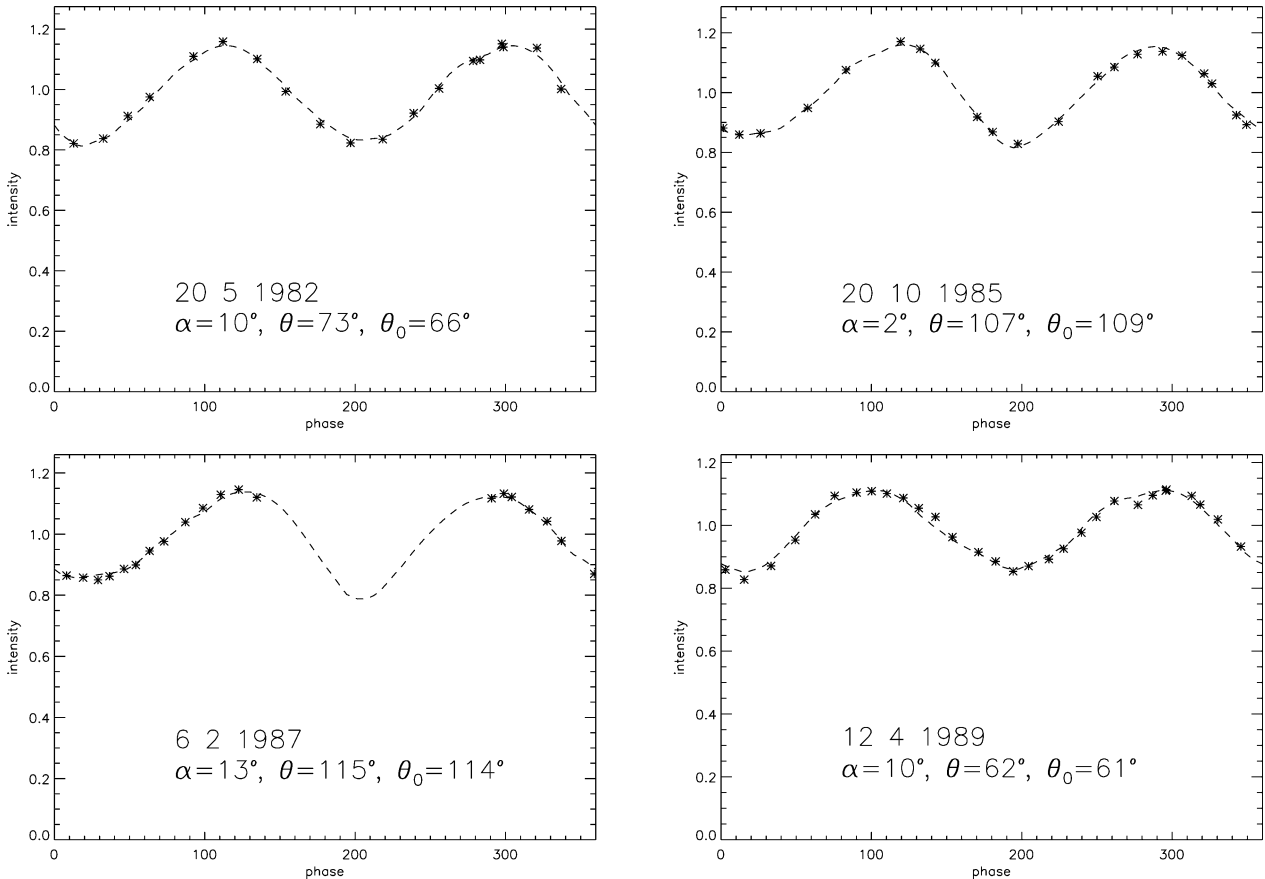 1.2
1.0
0.8
0.6
0.4
0.2
0.0
intensity
20 5 1982
α=10°, θ=73°, θ₀=66°
0 100 200 300
phase
1.2
1.0
0.8
0.6
0.4
0.2
0.0
intensity
20 10 1985
α=2°, θ=107°, θ₀=109°
0 100 200 300
phase
1.2
1.0
0.8
0.6
0.4
0.2
0.0
intensity
6 2 1987
α=13°, θ=115°, θ₀=114°
0 100 200 300
phase
1.2
1.0
0.8
0.6
0.4
0.2
0.0
intensity
12 4 1989
α=10°, θ=62°, θ₀=61°
0 100 200 300
phase